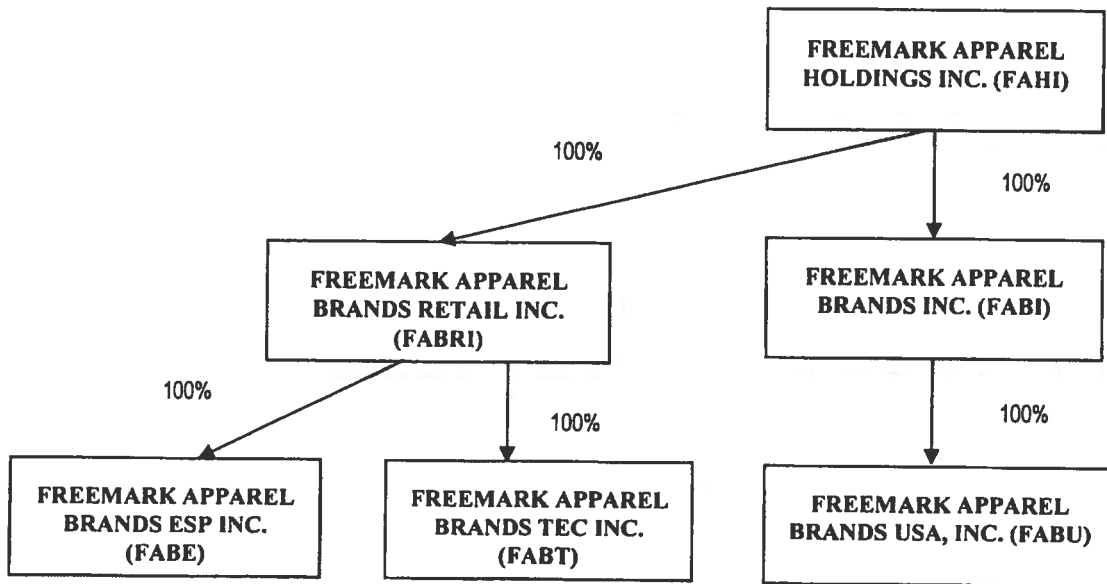 FREEMARK APPAREL
HOLDINGS INC. (FAHI)
100%
100%
FREEMARK APPAREL
BRANDS RETAIL INC.
(FABRI)
FREEMARK APPAREL
BRANDS INC. (FABI)
100%
100%
100%
FREEMARK APPAREL
BRANDS ESP INC.
(FABE)
FREEMARK APPAREL
BRANDS TEC INC.
(FABT)
FREEMARK APPAREL
BRANDS USA, INC. (FABU)